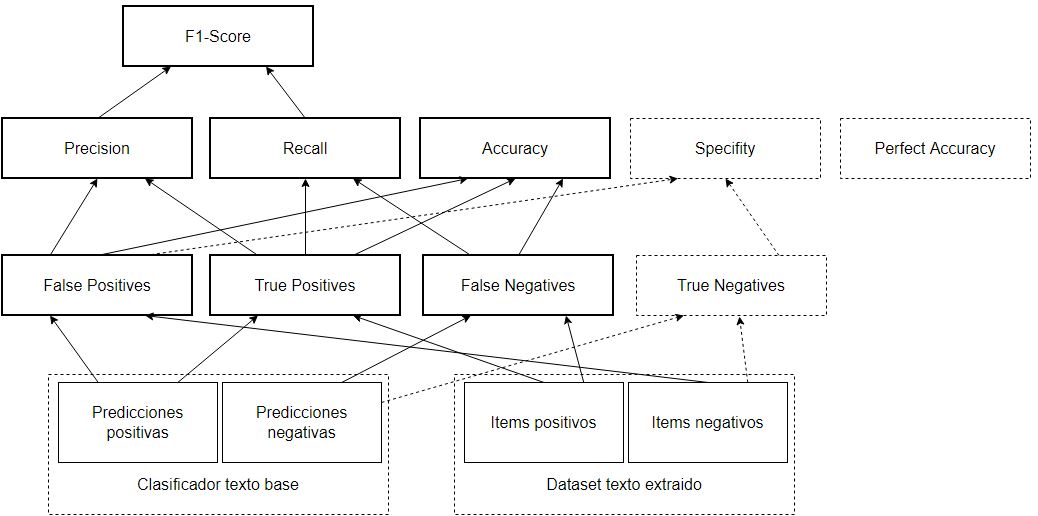 F1-Score
Precision
Recall
Accuracy
Specifity
Perfect Accuracy
False Positives
True Positives
False Negatives
True Negatives
Predicciones
positivas
Predicciones
negativas
Items positivos
Items negativos
Clasificador texto base
Dataset texto extraido